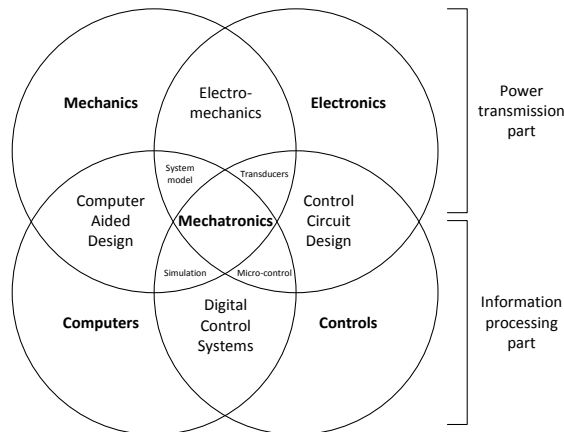 Mechanics
Electro-
mechanics
Electronics
Power
transmission
part
System
model
Transducers
Computer
Aided
Design
Mechatronics
Control
Circuit
Design
Simulation
Micro-control
Computers
Digital
Control
Systems
Controls
Information
processing
part